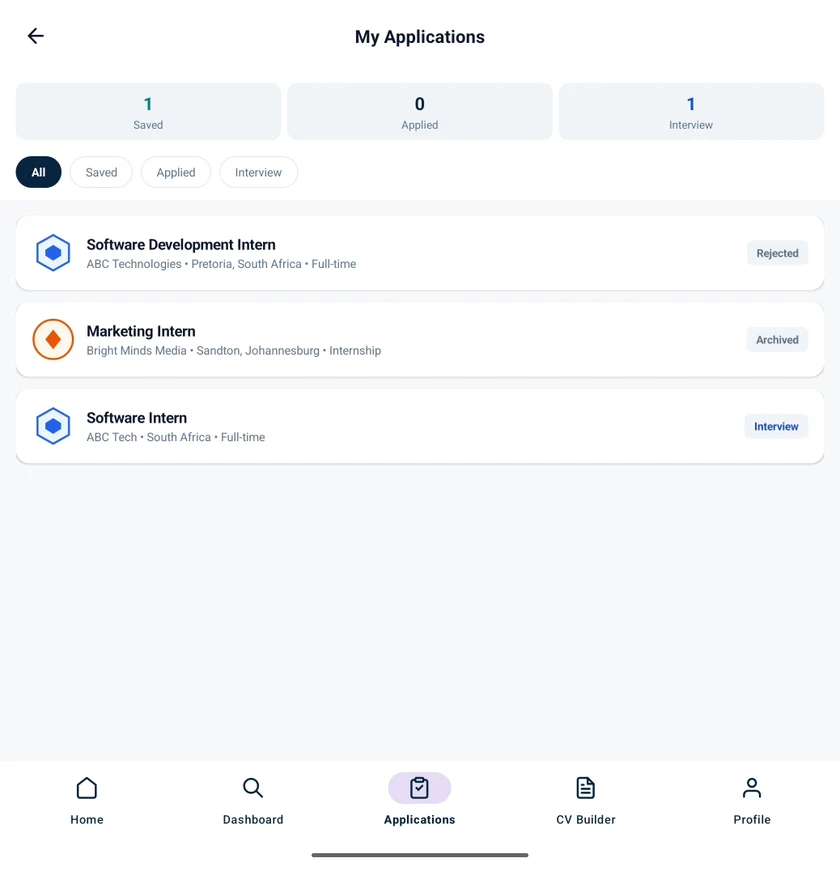 My Applications
1
Saved
0
Applied
1
Interview
All
Saved
Applied
Interview
Software Development Intern
ABC Technologies • Pretoria, South Africa • Full-time
Rejected
Marketing Intern
Bright Minds Media • Sandton, Johannesburg • Internship
Archived
Software Intern
ABC Tech • South Africa • Full-time
Interview
Home
Dashboard
Applications
CV Builder
Profile